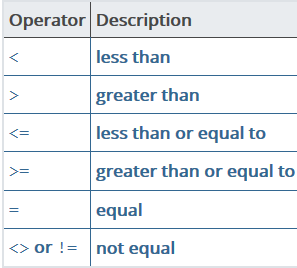 Operator Description
< less than
> greater than
<= less than or equal to
>= greater than or equal to
= equal
<> or != not equal